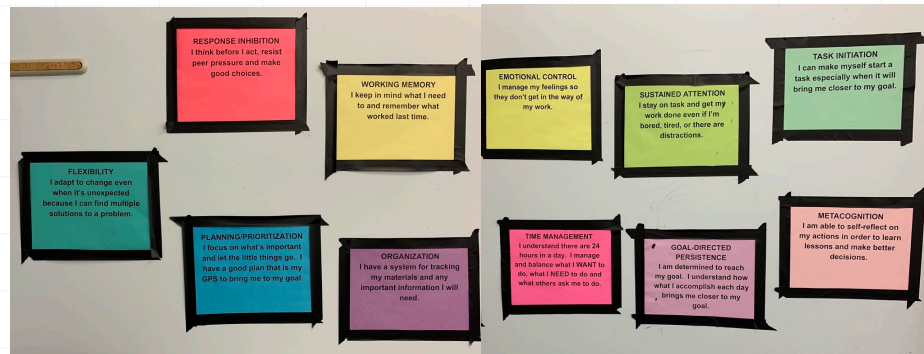 RESPONSE INHIBITION
I think before I act, resist
peer pressure and make
good choices.
WORKING MEMORY
I keep in mind what I need
to and remember what
worked last time.
FLEXIBILITY
I adapt to change even
when it's unexpected
because I can find multiple
solutions to a problem.
PLANNING/PRIORITIZATION
I focus on what's important
and let the little things go. I
have a good plan that is my
GPS to bring me to my goal.
ORGANIZATION
I have a system for tracking
my materials and any
important information I will
need.
EMOTIONAL CONTROL
I manage my feelings so
they don't get in the way of
my work.
SUSTAINED ATTENTION
I stay on task and get my
work done even if I'm
bored, tired, or there are
distractions.
TASK INITIATION
I can make myself start a
task especially when it will
bring me closer to my goal.
TIME MANAGEMENT
I understand there are 24
hours in a day. I manage
and balance what I WANT to
do, what I NEED to do and
what others ask me to do.
GOAL-DIRECTED
PERSISTENCE
I am determined to reach
my goal. I understand how
what I accomplish each day
brings me closer to my
goal.
METACOGNITION
I am able to self-reflect on
my actions in order to learn
lessons and make better
decisions.